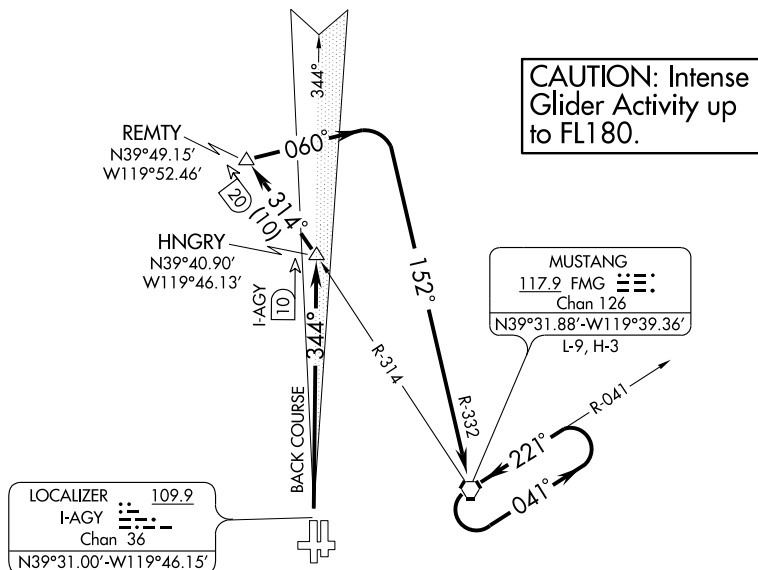 344°
CAUTION: Intense
Glider Activity up
to FL180.
REMTY
N39°49.15'
W119°52.46'
060°
20
314°
(10)
HNGRY
N39°40.90'
W119°46.13'
I-AGY
10
344°
152°
R-314
R-332
MUSTANG
117.9 FMG
Chan 126
N39°31.88'-W119°39.36'
L-9, H-3
R-041
221°
041°
BACK COURSE
LOCALIZER 109.9
I-AGY
Chan 36
N39°31.00'-W119°46.15'